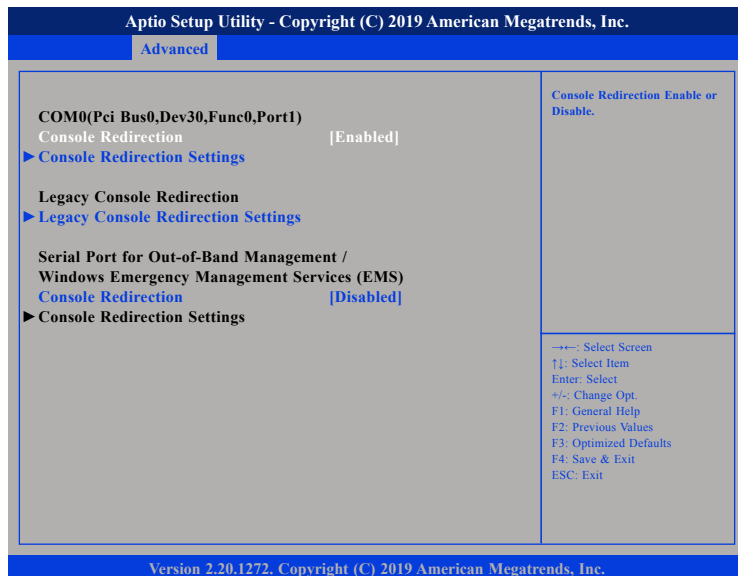 Aptio Setup Utility - Copyright (C) 2019 American Megatrends, Inc.
Advanced
COM0(Pci Bus0,Dev30,Func0,Port1)
Console Redirection [Enabled]
►Console Redirection Settings
Legacy Console Redirection
►Legacy Console Redirection Settings
Serial Port for Out-of-Band Management /
Windows Emergency Management Services (EMS)
Console Redirection [Disabled]
►Console Redirection Settings
Console Redirection Enable or
Disable.
→←: Select Screen
↑↓: Select Item
Enter: Select
+/-: Change Opt.
F1: General Help
F2: Previous Values
F3: Optimized Defaults
F4: Save & Exit
ESC: Exit
Version 2.20.1272. Copyright (C) 2019 American Megatrends, Inc.